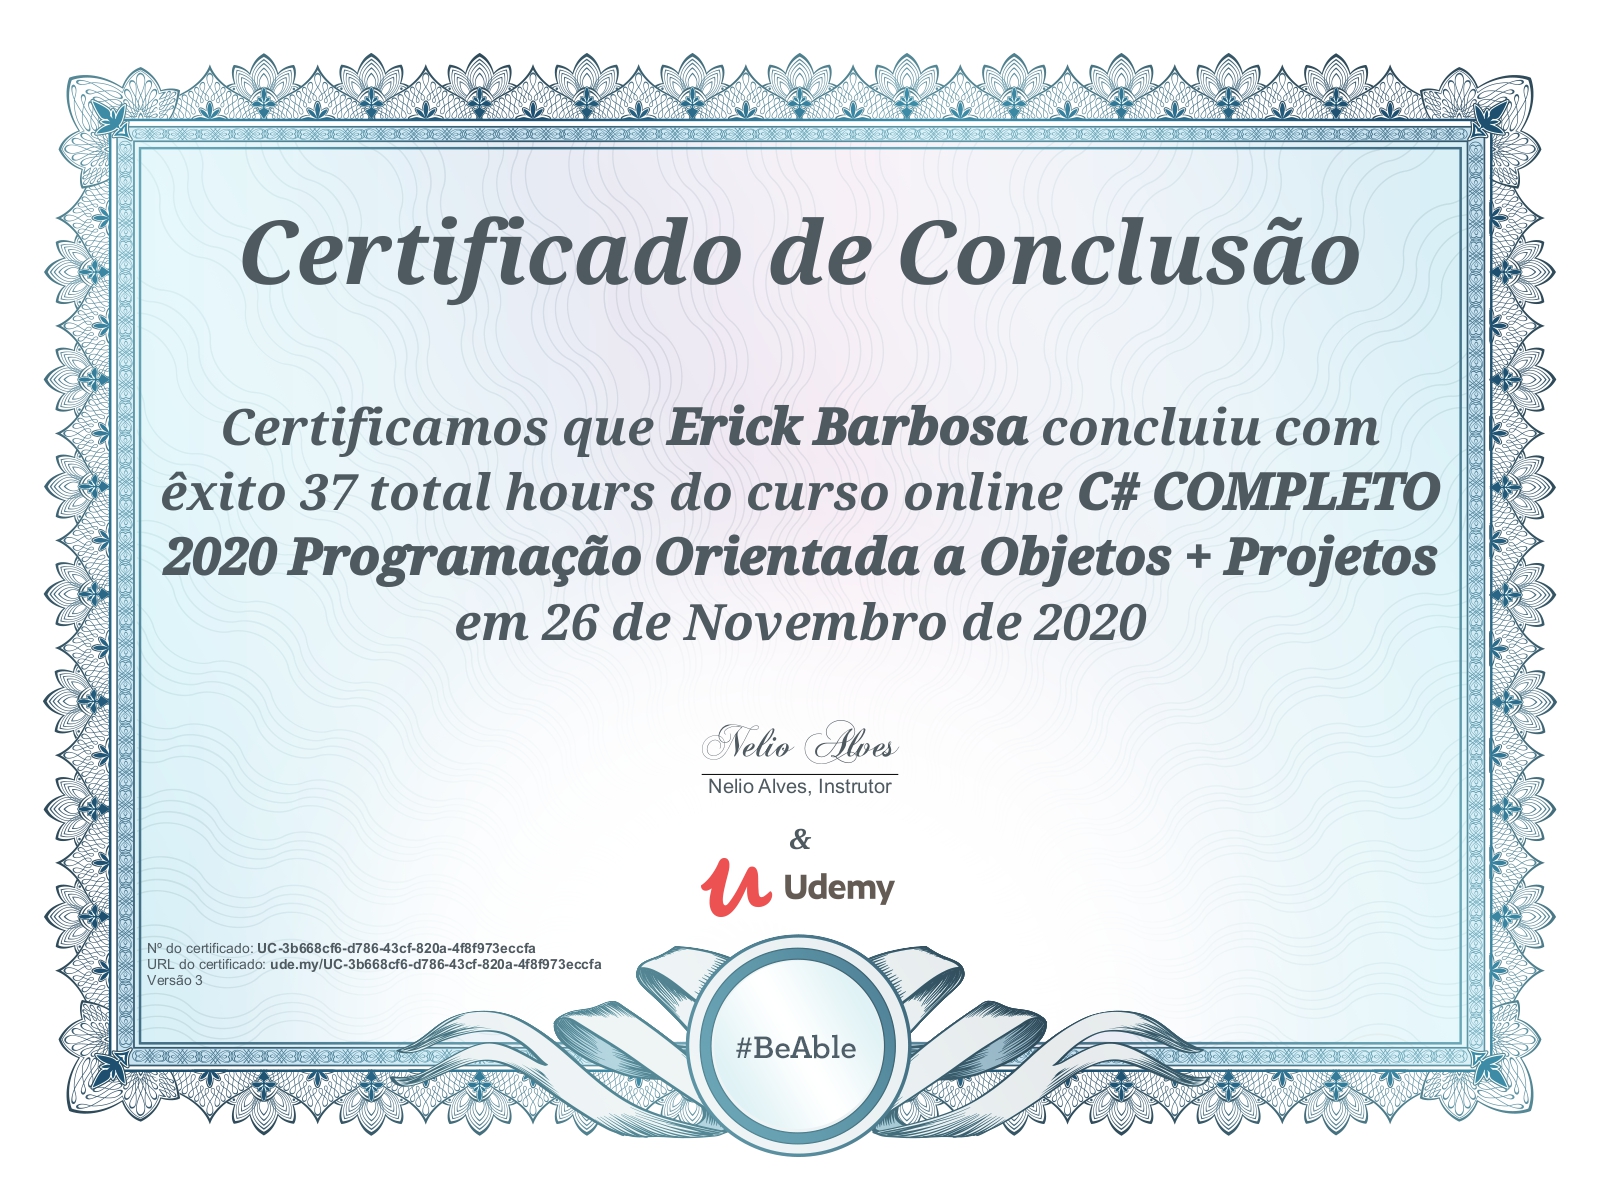 Certificado de Conclusão
Certificamos que Erick Barbosa concluiu com
êxito 37 total hours do curso online C# COMPLETO
2020 Programação Orientada a Objetos + Projetos
em 26 de Novembro de 2020
Nelio Alves
Nelio Alves, Instrutor
&
Udemy
Nº do certificado: UC-3b668cf6-d786-43cf-820a-4f8f973eccfa
URL do certificado: ude.my/UC-3b668cf6-d786-43cf-820a-4f8f973eccfa
Versão 3
#BeAble